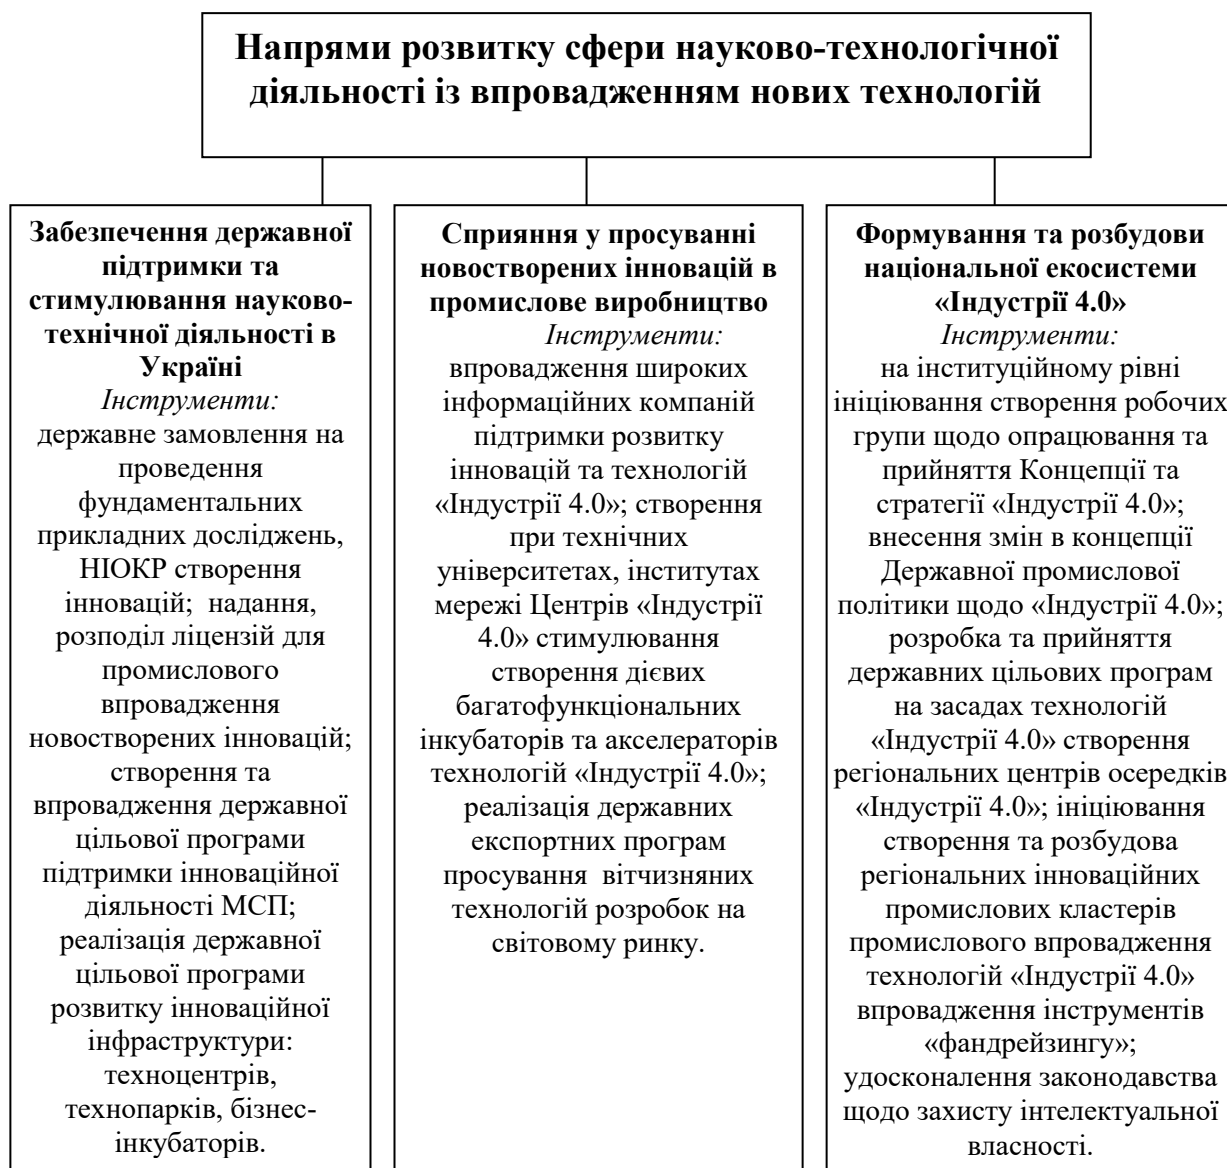 Напрями розвитку сфери науково-технологічної
діяльності із впровадженням нових технологій
Забезпечення державної
підтримки та
стимулювання науково-
технічної діяльності в
Україні
Інструменти:
державне замовлення на
проведення
фундаментальних
прикладних досліджень,
НІОКР створення
інновацій; надання,
розподіл ліцензій для
промислового
впровадження
новостворених інновацій;
створення та
впровадження державної
цільової програми
підтримки інноваційної
діяльності МСП;
реалізація державної
цільової програми
розвитку інноваційної
інфраструктури:
техноцентрів,
технопарків, бізнес-
інкубаторів.
Сприяння у просуванні
новостворених інновацій в
промислове виробництво
Інструменти:
впровадження широких
інформаційних компаній
підтримки розвитку
інновацій та технологій
«Індустрії 4.0»; створення
при технічних
університетах, інститутах
мережі Центрів «Індустрії
4.0» стимулювання
створення дієвих
багатофункціональних
інкубаторів та акселераторів
технологій «Індустрії 4.0»;
реалізація державних
експортних програм
просування вітчизняних
технологій розробок на
світовому ринку.
Формування та розбудови
національної екосистеми
«Індустрії 4.0»
Інструменти:
на інституційному рівні
ініціювання створення робочих
групи щодо опрацювання та
прийняття Концепції та
стратегії «Індустрії 4.0»;
внесення змін в концепції
Державної промислової
політики щодо «Індустрії 4.0»;
розробка та прийняття
державних цільових програм
на засадах технологій
«Індустрії 4.0» створення
регіональних центрів осередків
«Індустрії 4.0»; ініціювання
створення та розбудова
регіональних інноваційних
промислових кластерів
промислового впровадження
технологій «Індустрії 4.0»
впровадження інструментів
«фандрейзингу»;
удосконалення законодавства
щодо захисту інтелектуальної
власності.